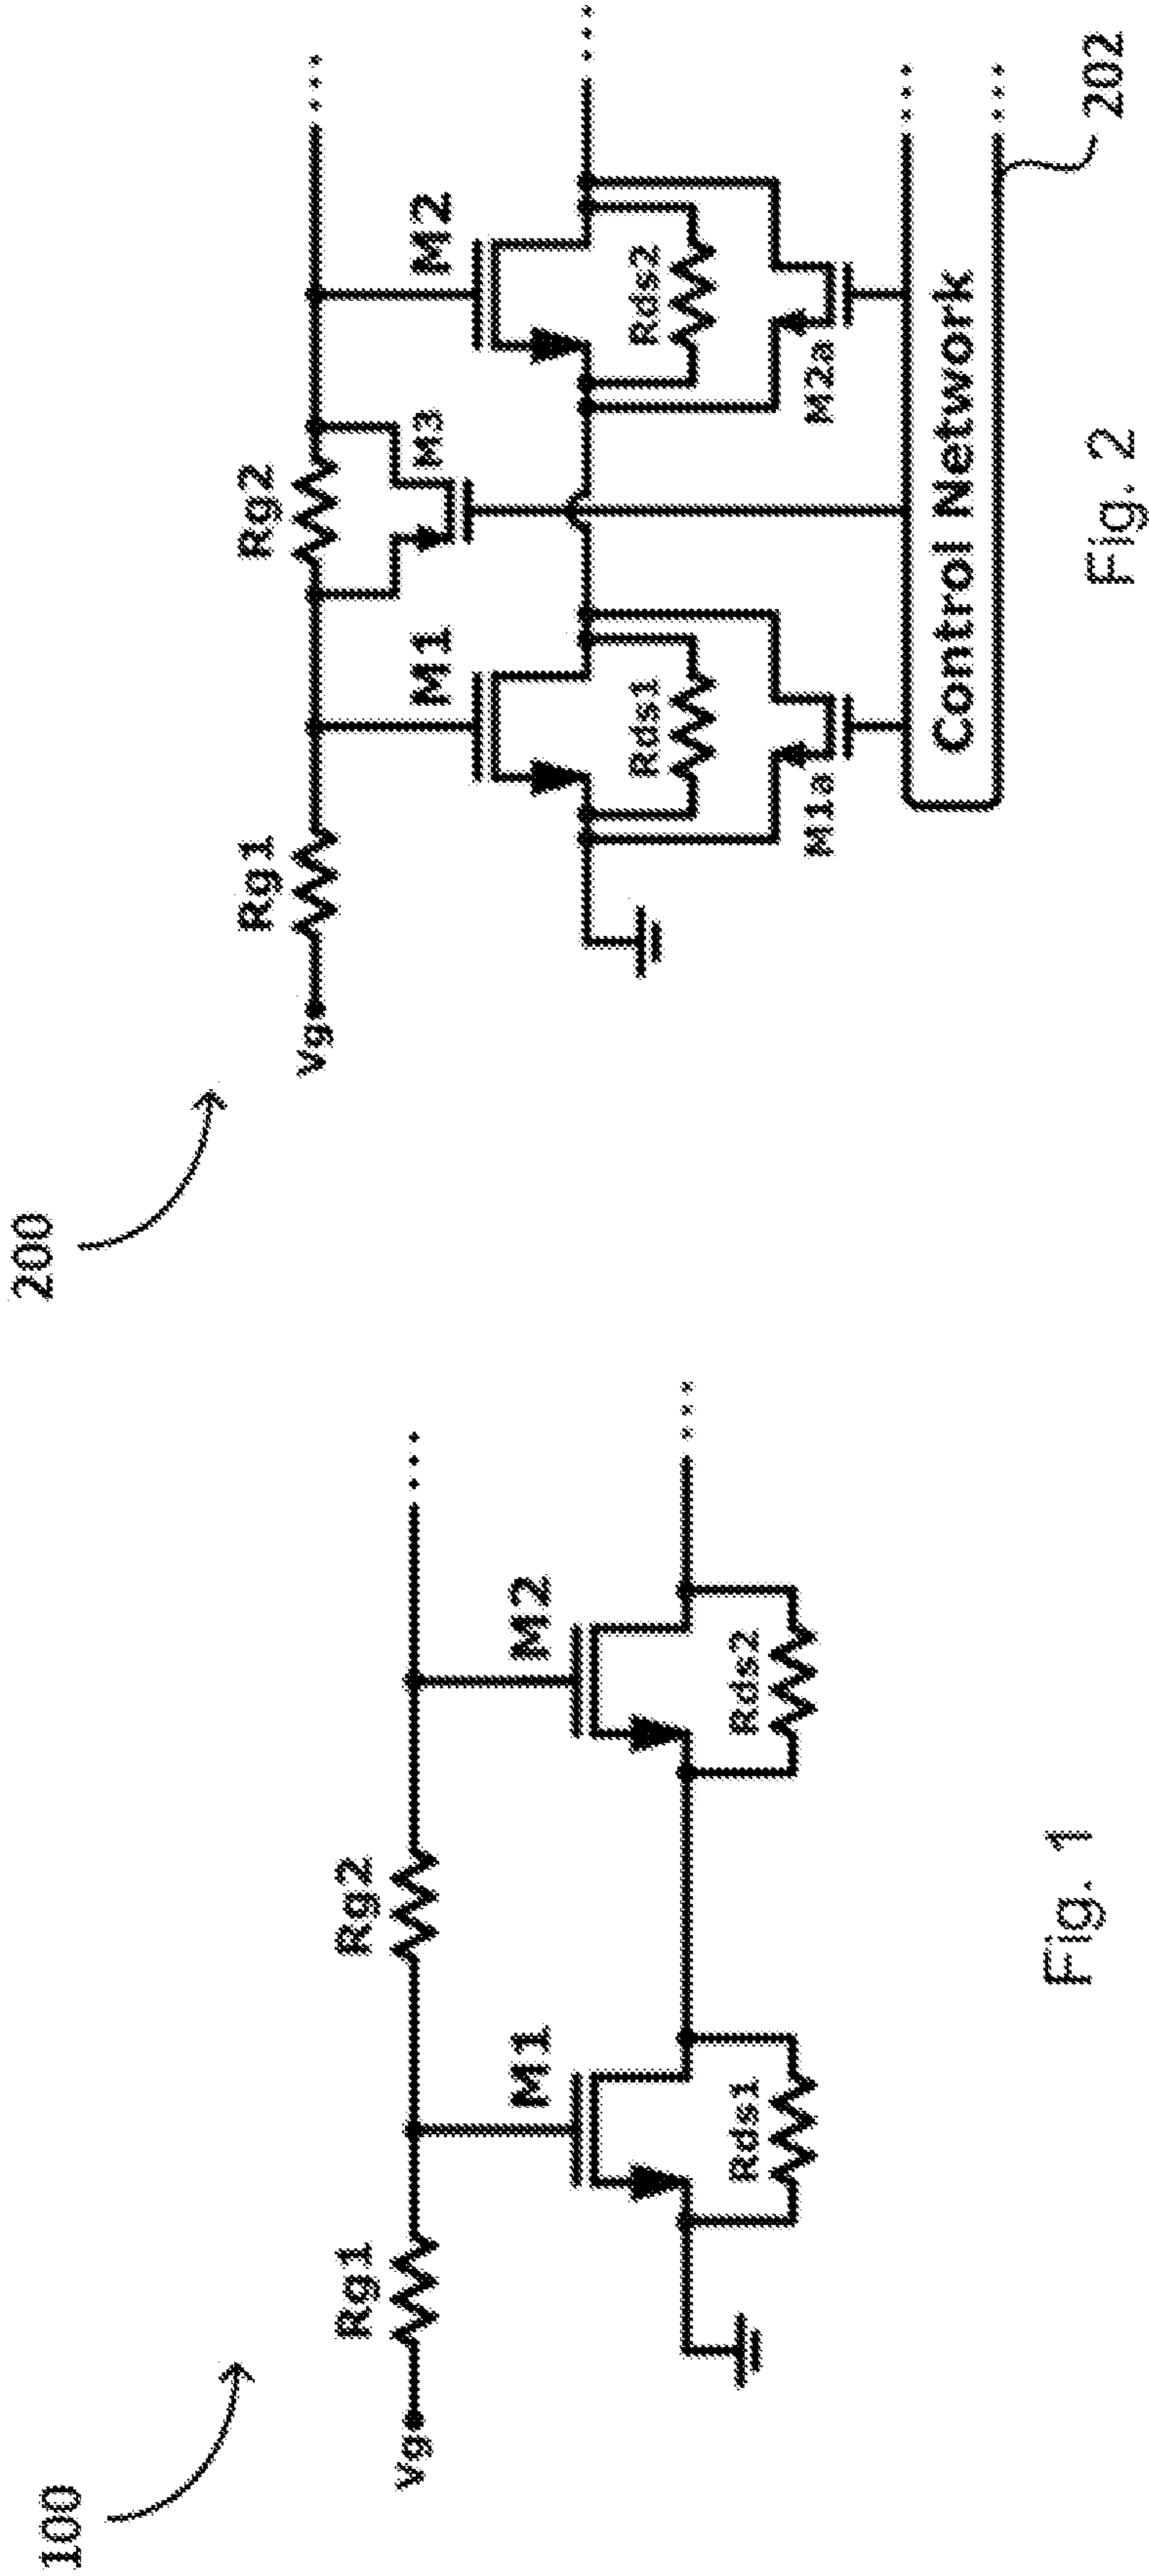 100
Vg
Rg1
Rg2
...
M1
M2
Rds1
Rds2
...
Fig. 1
200
Vg
Rg1
Rg2
...
M1
M3
M2
Rds1
Rds2
...
M1a
M2a
...
Control Network
...
202
Fig. 2